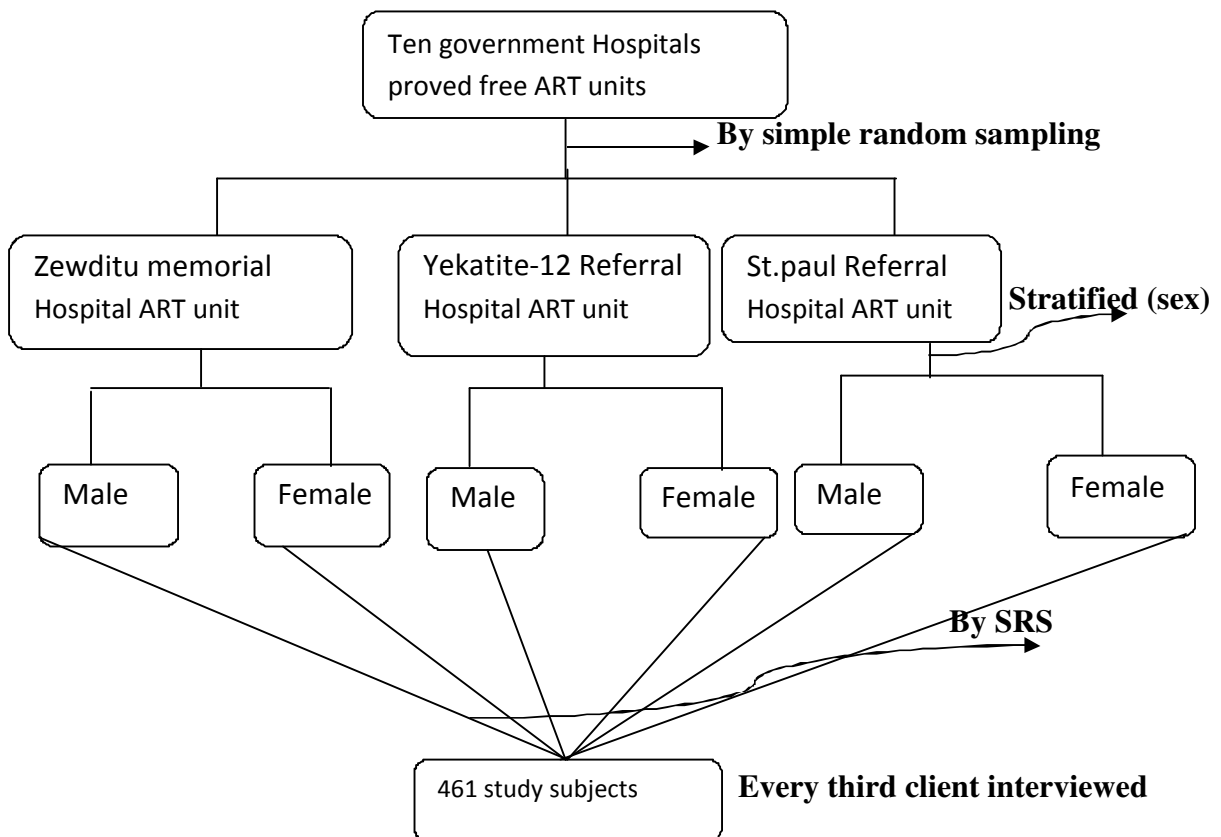 Ten government Hospitals
proved free ART units
By simple random sampling
Zewditu memorial
Hospital ART unit
Yekatite-12 Referral
Hospital ART unit
St.paul Referral
Hospital ART unit
Stratified (sex)
Male
Female
Male
Female
Male
Female
By SRS
461 study subjects
Every third client interviewed